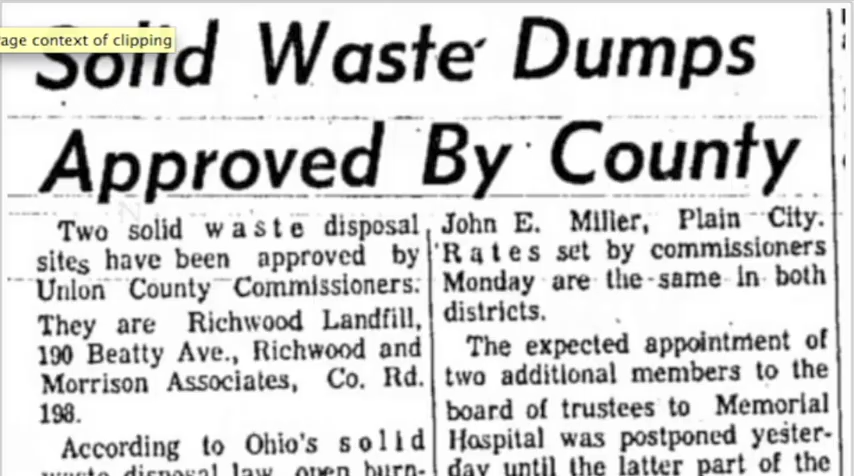 age context of clipping
Solid Waste Dumps
Approved By County
Two solid waste disposal
sites have been approved by
Union County Commissioners.
They are Richwood Landfill,
190 Beatty Ave., Richwood and
Morrison Associates, Co. Rd.
198.
According to Ohio's solid
waste disposal law, open burn-
John E. Miller, Plain City.
Rates set by commissioners
Monday are the same in both
districts.
The expected appointment of
two additional members to the
board of trustees to Memorial
Hospital was postponed yester-
day until the latter part of the